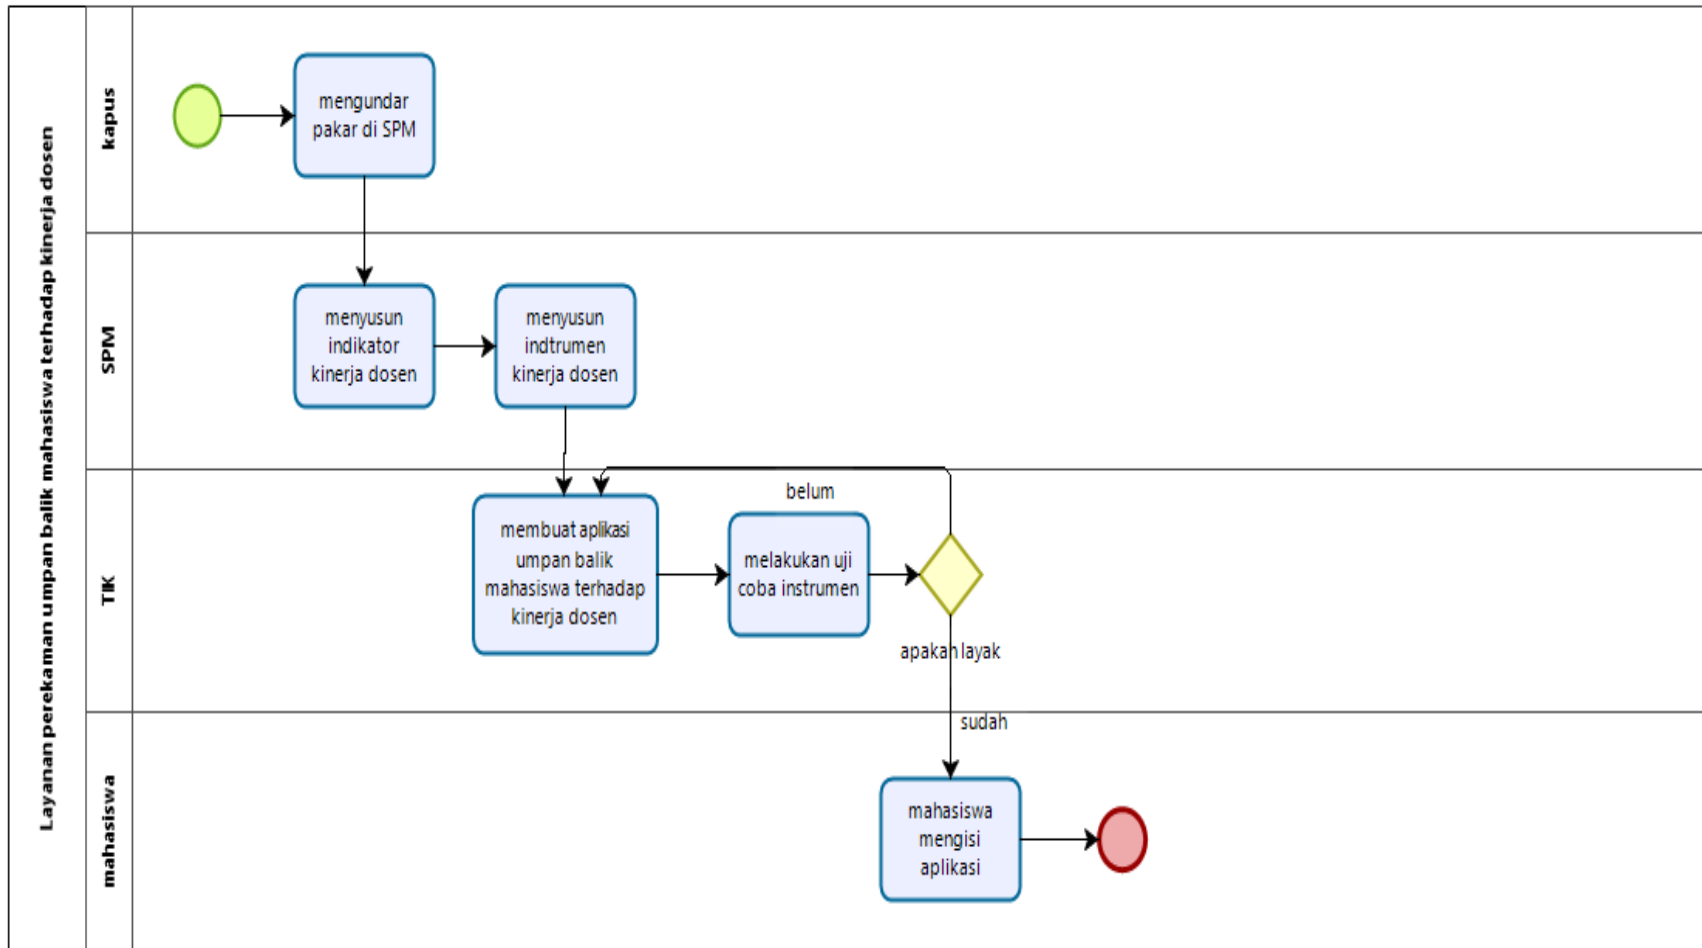 Layanan perekaman umpan balik mahasiswa terhadap kinerja dosen
kapus
mengundar
pakar di SPM
SPM
menyusun
indikator
kinerja dosen
menyusun
indtrumen
kinerja dosen
TIK
belum
membuat aplikasi
umpan balik
mahasiswa terhadap
kinerja dosen
melakukan uji
coba instrumen
apakah layak
sudah
mahasiswa
mahasiswa
mengisi
aplikasi